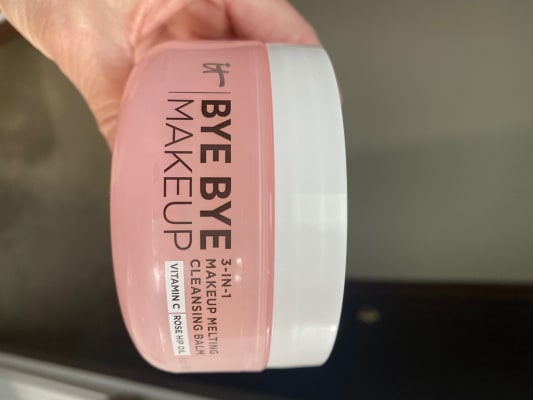 it
BYE BYE
MAKEUP
3-IN-1
MAKEUP MELTING
CLEANSING BALM
VITAMIN C | ROSE HIP OIL